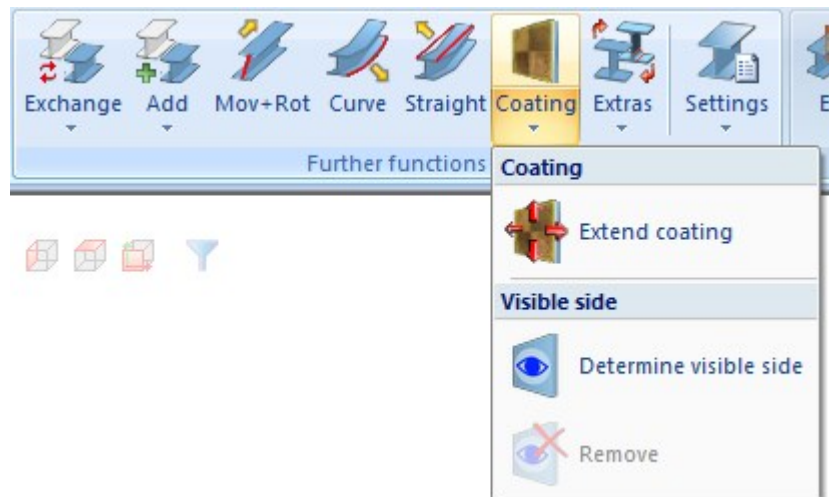 Exchange Add Mov+Rot Curve Straight Coating Extras Settings E
Further functions
Coating
Extend coating
Visible side
Determine visible side
Remove